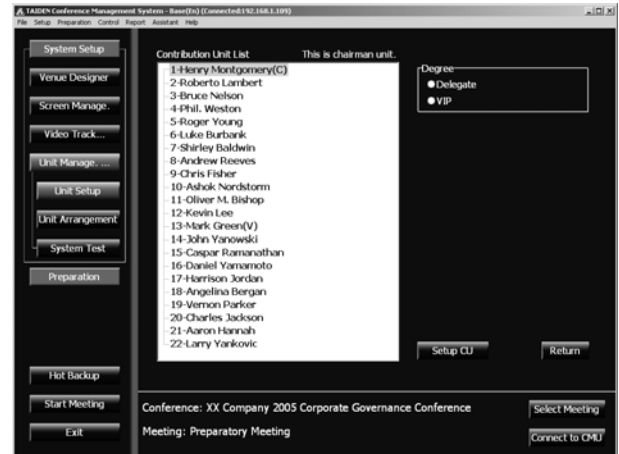 TAIDEN Conference Management System - Base(En) (Connected:192.168.1.109)
File Setup Preparation Control Report Assistant Help
System Setup
Venue Designer
Screen Manage.
Video Track...
Unit Manage. ...
Unit Setup
Unit Arrangement
System Test
Preparation
Hot Backup
Start Meeting
Exit
Contribution Unit List This is chairman unit.
1-Henry Montgomery(C)
2-Roberto Lambert
3-Bruce Nelson
4-Phil. Weston
5-Roger Young
6-Luke Burbank
7-Shirley Baldwin
8-Andrew Reeves
9-Chris Fisher
10-Ashok Nordstorm
11-Oliver M. Bishop
12-Kevin Lee
13-Mark Green(V)
14-John Yanowski
15-Caspar Ramanathan
16-Daniel Yamamoto
17-Harrison Jordan
18-Angelina Bergan
19-Vernon Parker
20-Charles Jackson
21-Aaron Hannah
22-Larry Yankovic
Degree
Delegate
VIP
Setup CU Return
Conference: XX Company 2005 Corporate Governance Conference
Meeting: Preparatory Meeting
Select Meeting
Connect to CMU